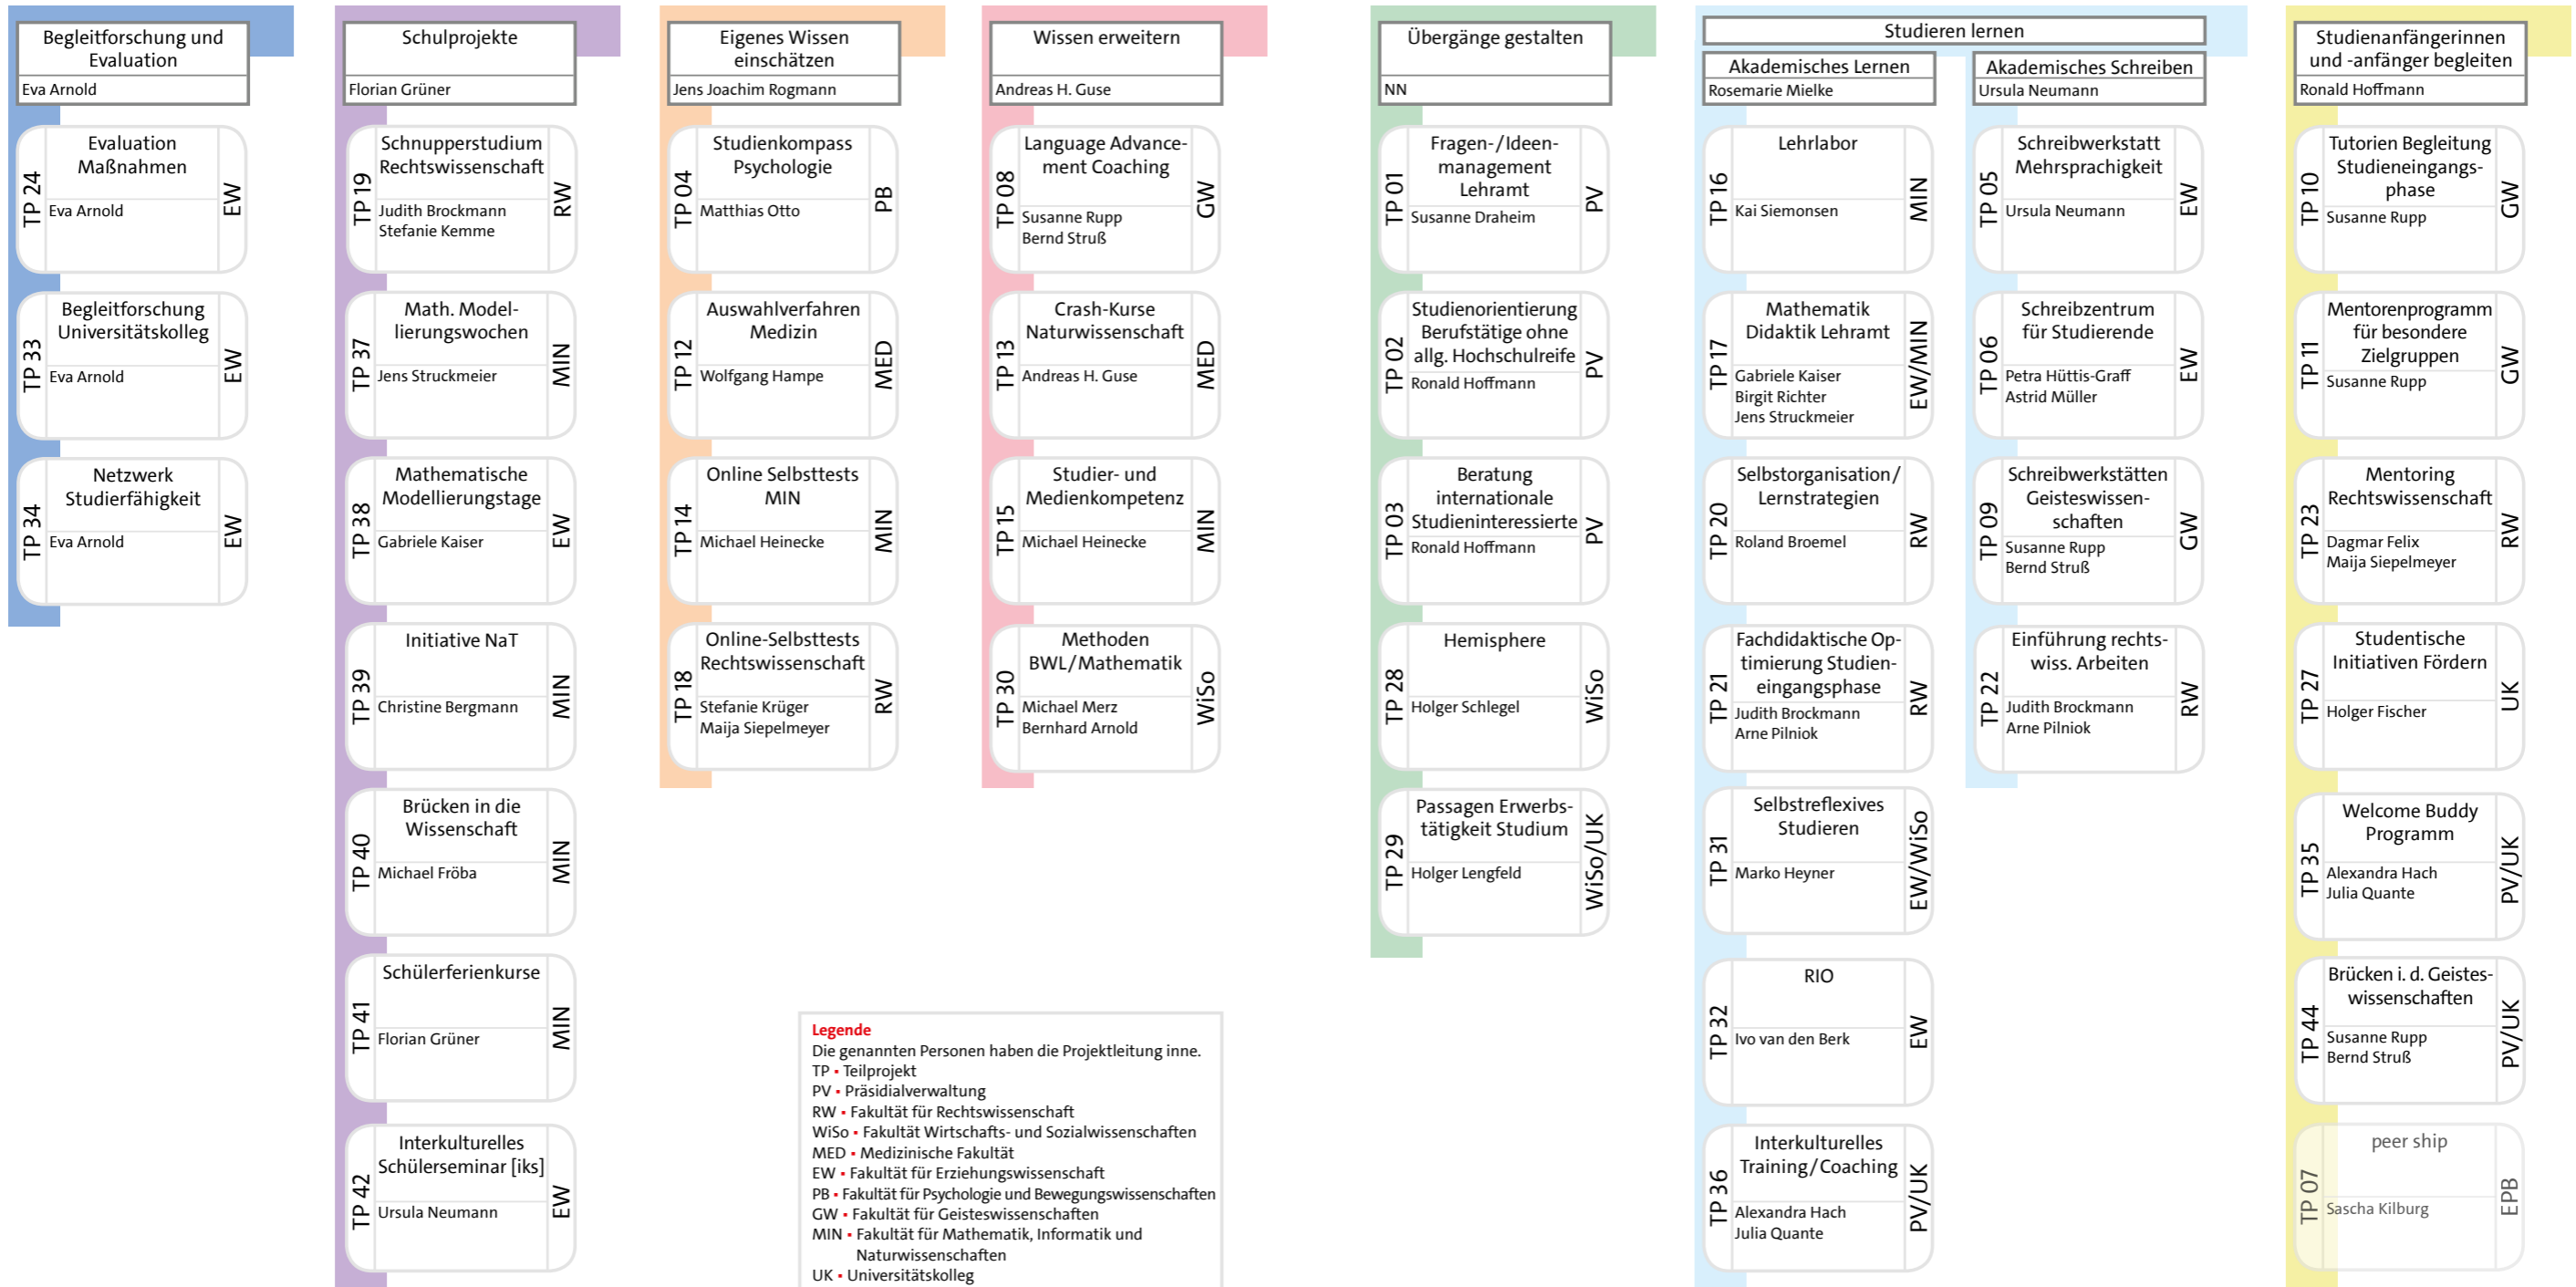 Begleitforschung und
Evaluation
Eva Arnold
TP 24
Evaluation
Maßnahmen
Eva Arnold
EW
TP 33
Begleitforschung
Universitätskolleg
Eva Arnold
EW
TP 34
Netzwerk
Studierfähigkeit
Eva Arnold
EW
Schulprojekte
Florian Grüner
TP 19
Schnupperstudium
Rechtswissenschaft
Judith Brockmann
Stefanie Kemme
RW
TP 37
Math. Model-
lierungswochen
Jens Struckmeier
MIN
TP 38
Mathematische
Modellierungstage
Gabriele Kaiser
EW
TP 39
Initiative NaT
Christine Bergmann
MIN
TP 40
Brücken in die
Wissenschaft
Michael Fröba
MIN
TP 41
Schülerferienkurse
Florian Grüner
MIN
TP 42
Interkulturelles
Schülerseminar [iks]
Ursula Neumann
EW
Eigenes Wissen
einschätzen
Jens Joachim Rogmann
TP 04
Studienkompass
Psychologie
Matthias Otto
PB
TP 12
Auswahlverfahren
Medizin
Wolfgang Hampe
MED
TP 14
Online Selbsttests
MIN
Michael Heinecke
MIN
TP 18
Online-Selbsttests
Rechtswissenschaft
Stefanie Krüger
Maija Siepelmeyer
RW
Wissen erweitern
Andreas H. Guse
TP 08
Language Advance-
ment Coaching
Susanne Rupp
Bernd Struß
GW
TP 13
Crash-Kurse
Naturwissenschaft
Andreas H. Guse
MED
TP 15
Studier- und
Medienkompetenz
Michael Heinecke
MIN
TP 30
Methoden
BWL/Mathematik
Michael Merz
Bernhard Arnold
WiSo
Übergänge gestalten
NN
TP 01
Fragen-/Ideen-
management
Lehramt
Susanne Draheim
PV
TP 02
Studienorientierung
Berufstätige ohne
allg. Hochschulreife
Ronald Hoffmann
PV
TP 03
Beratung
internationale
Studieninteressierte
Ronald Hoffmann
PV
TP 28
Hemisphere
Holger Schlegel
WiSo
TP 29
Passagen Erwerbs-
tätigkeit Studium
Holger Lengfeld
WiSo/UK
Studieren lernen
Akademisches Lernen
Rosemarie Mielke
TP 16
Lehrlabor
Kai Siemonsen
MIN
TP 17
Mathematik
Didaktik Lehramt
Gabriele Kaiser
Birgit Richter
Jens Struckmeier
EW/MIN
TP 20
Selbstorganisation/
Lernstrategien
Roland Broemel
RW
TP 21
Fachdidaktische Op-
timierung Studien-
eingangsphase
Judith Brockmann
Arne Pilniok
RW
TP 31
Selbstreflexives
Studieren
Marko Heyner
EW/WiSo
TP 32
RIO
Ivo van den Berk
EW
TP 36
Interkulturelles
Training/Coaching
Alexandra Hach
Julia Quante
PV/UK
Akademisches Schreiben
Ursula Neumann
TP 05
Schreibwerkstatt
Mehrsprachigkeit
Ursula Neumann
EW
TP 06
Schreibzentrum
für Studierende
Petra Hüttis-Graff
Astrid Müller
EW
TP 09
Schreibwerkstätten
Geisteswissen-
schaften
Susanne Rupp
Bernd Struß
GW
TP 22
Einführung rechts-
wiss. Arbeiten
Judith Brockmann
Arne Pilniok
RW
Studienanfängerinnen
und -anfänger begleiten
Ronald Hoffmann
TP 10
Tutorien Begleitung
Studieneingangs-
phase
Susanne Rupp
GW
TP 11
Mentorenprogramm
für besondere
Zielgruppen
Susanne Rupp
GW
TP 23
Mentoring
Rechtswissenschaft
Dagmar Felix
Maija Siepelmeyer
RW
TP 27
Studentische
Initiativen Fördern
Holger Fischer
UK
TP 35
Welcome Buddy
Programm
Alexandra Hach
Julia Quante
PV/UK
TP 44
Brücken i. d. Geistes-
wissenschaften
Susanne Rupp
Bernd Struß
PV/UK
TP 07
peer ship
Sascha Kilburg
EPB
Legende
Die genannten Personen haben die Projektleitung inne.
TP ▪ Teilprojekt
PV ▪ Präsidialverwaltung
RW ▪ Fakultät für Rechtswissenschaft
WiSo ▪ Fakultät Wirtschafts- und Sozialwissenschaften
MED ▪ Medizinische Fakultät
EW ▪ Fakultät für Erziehungswissenschaft
PB ▪ Fakultät für Psychologie und Bewegungswissenschaften
GW ▪ Fakultät für Geisteswissenschaften
MIN ▪ Fakultät für Mathematik, Informatik und
Naturwissenschaften
UK ▪ Universitätskolleg